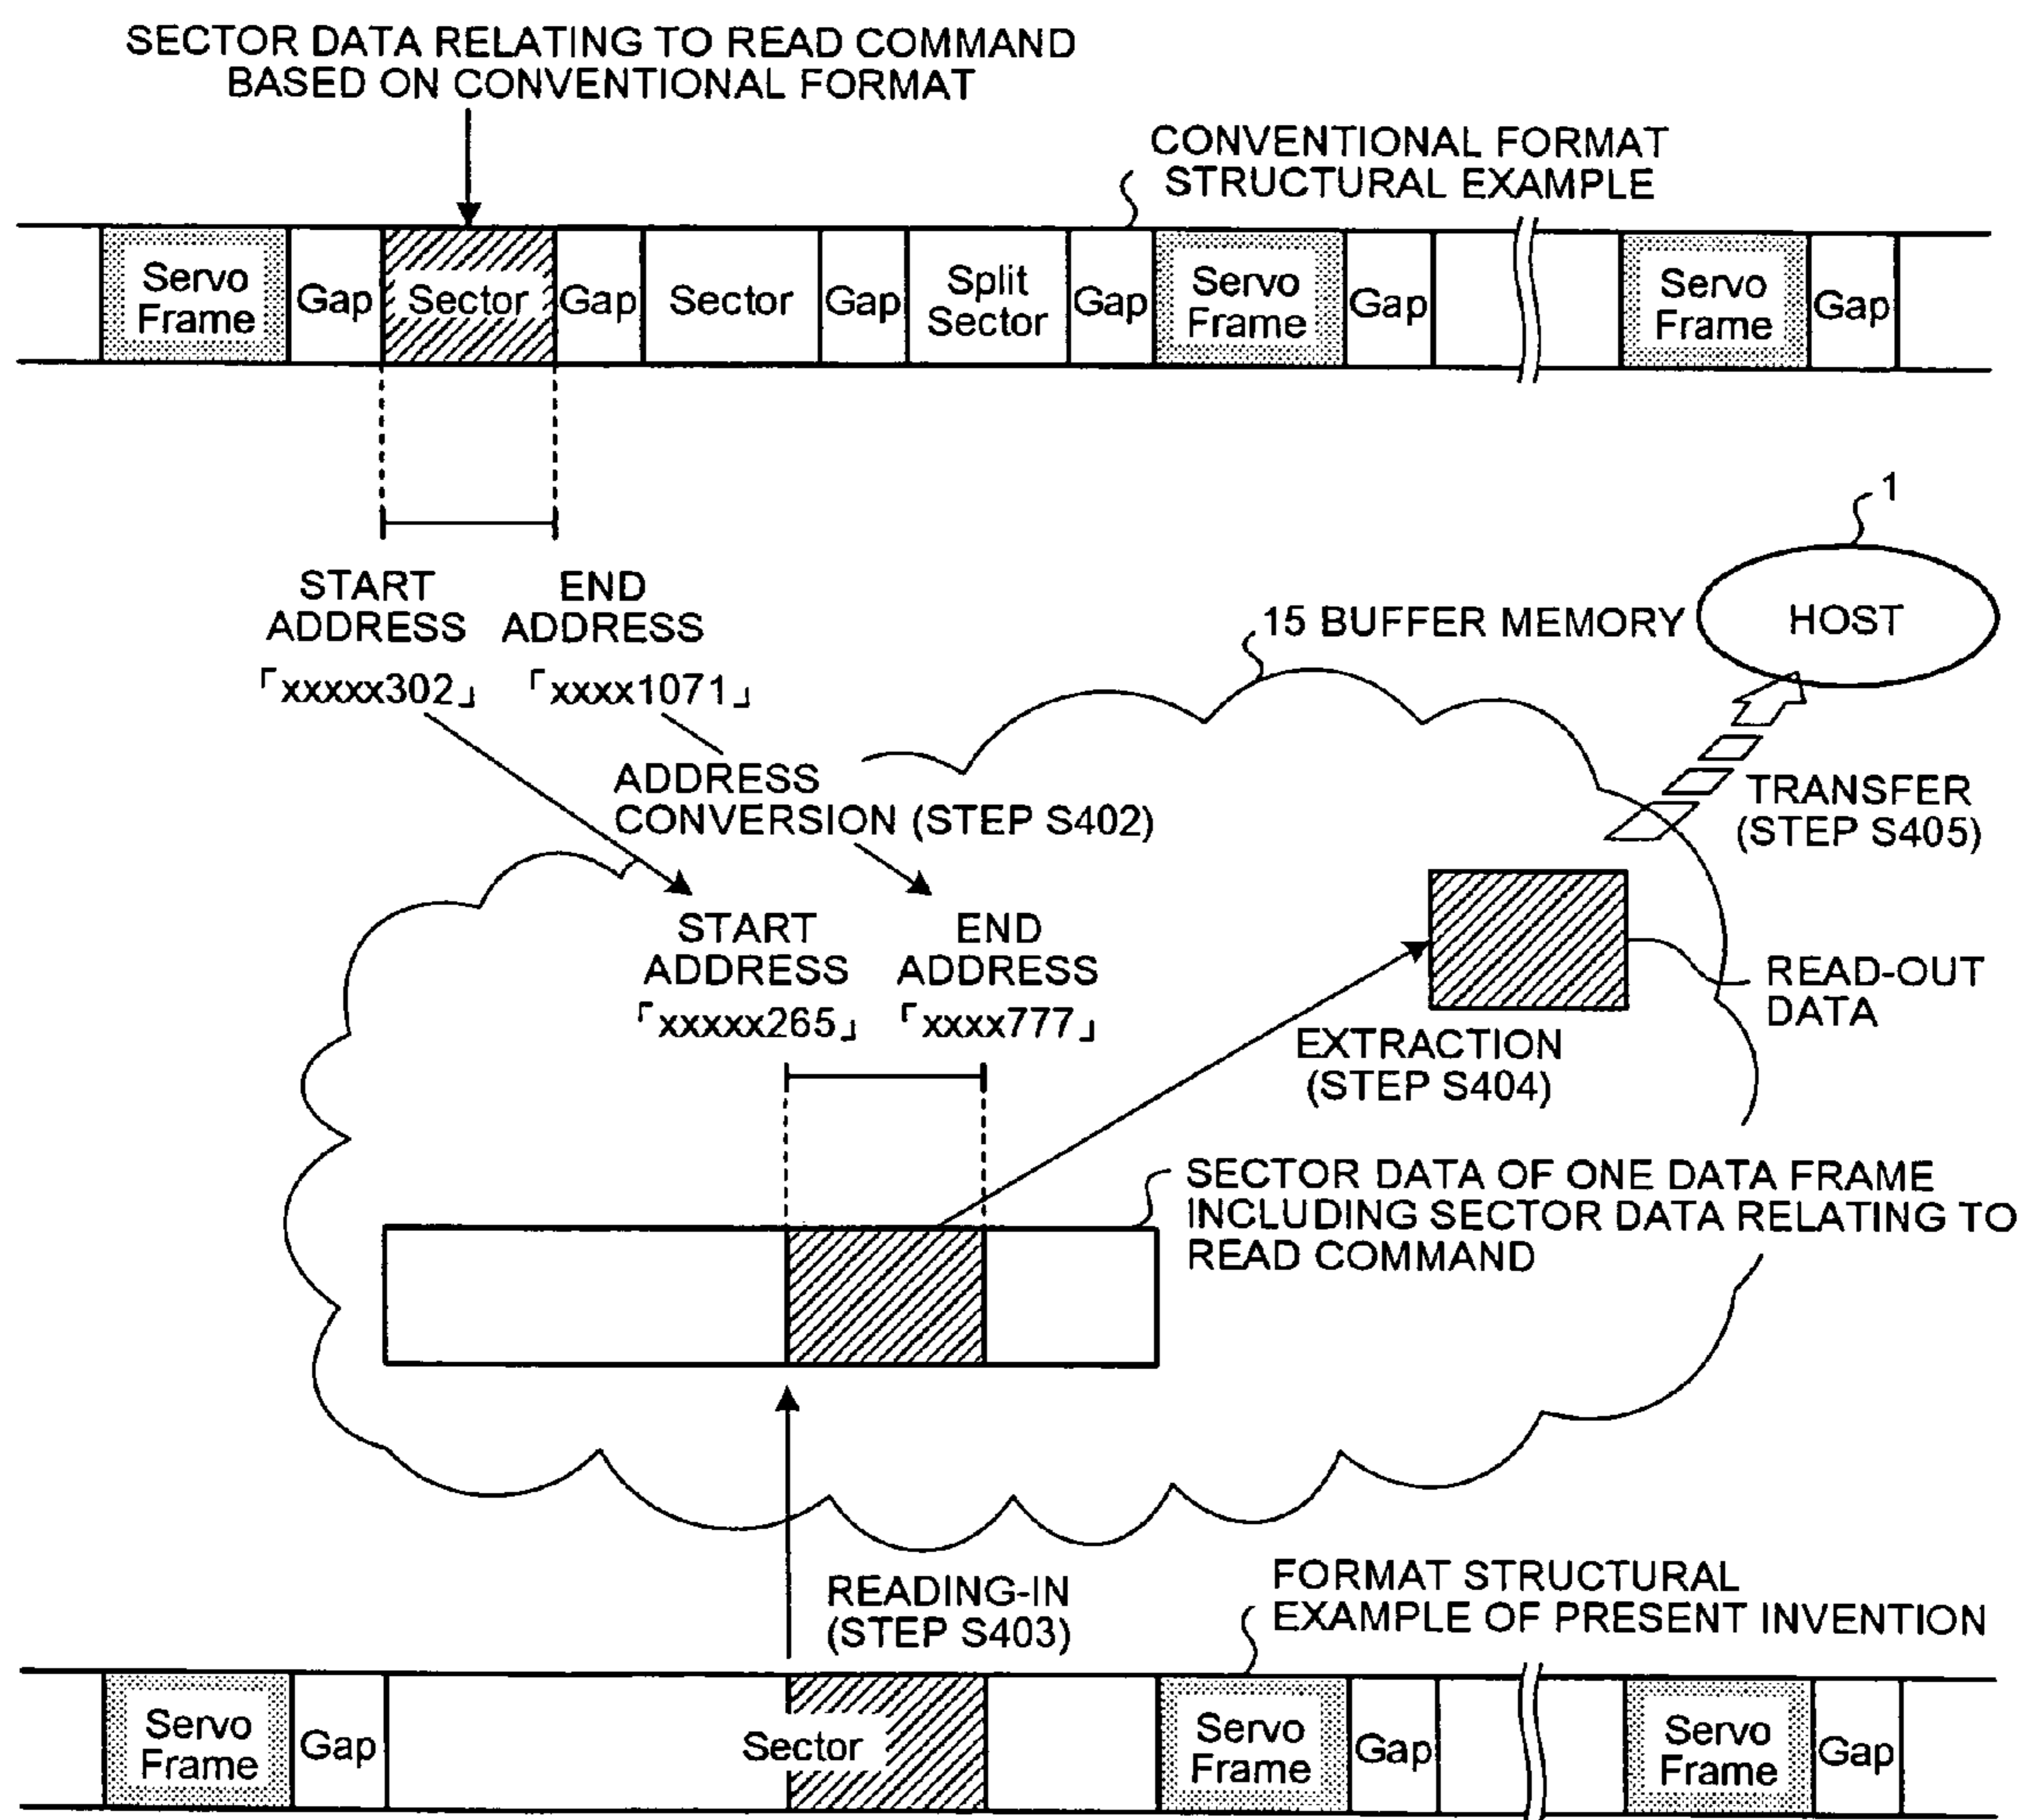 SECTOR DATA RELATING TO READ COMMAND
BASED ON CONVENTIONAL FORMAT
CONVENTIONAL FORMAT
STRUCTURAL EXAMPLE
Servo
Frame
Gap
Sector
Gap
Sector
Gap
Split
Sector
Gap
Servo
Frame
Gap
Servo
Frame
Gap
1
HOST
START
ADDRESS
「xxxxx302」
END
ADDRESS
「xxxx1071」
15 BUFFER MEMORY
ADDRESS
CONVERSION (STEP S402)
TRANSFER
(STEP S405)
START
ADDRESS
「xxxxx265」
END
ADDRESS
「xxxx777」
READ-OUT
DATA
EXTRACTION
(STEP S404)
SECTOR DATA OF ONE DATA FRAME
INCLUDING SECTOR DATA RELATING TO
READ COMMAND
READING-IN
(STEP S403)
FORMAT STRUCTURAL
EXAMPLE OF PRESENT INVENTION
Servo
Frame
Gap
Sector
Servo
Frame
Gap
Servo
Frame
Gap